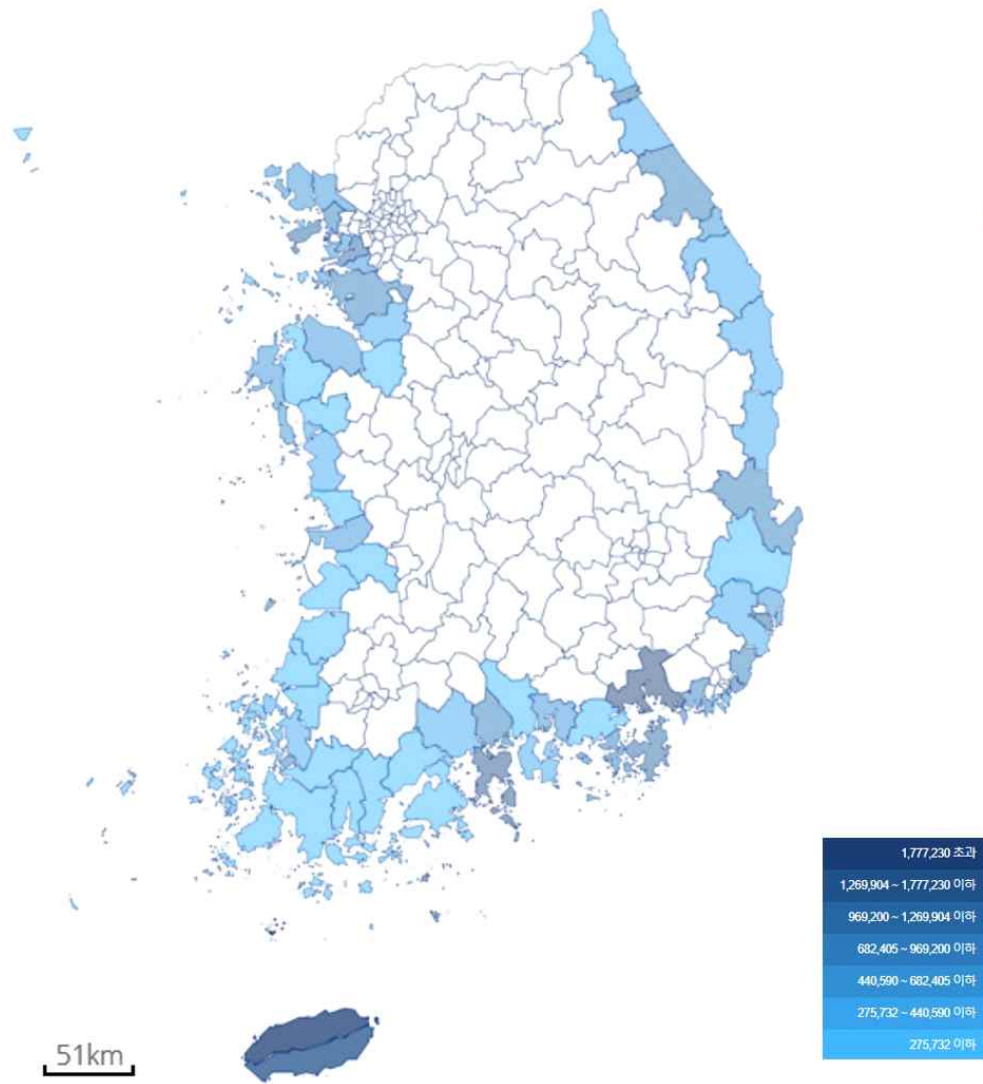 1,777,230 초과
1,269,904 ~ 1,777,230 이하
969,200 ~ 1,269,904 이하
682,405 ~ 969,200 이하
440,590 ~ 682,405 이하
275,732 ~ 440,590 이하
275,732 이하
51km